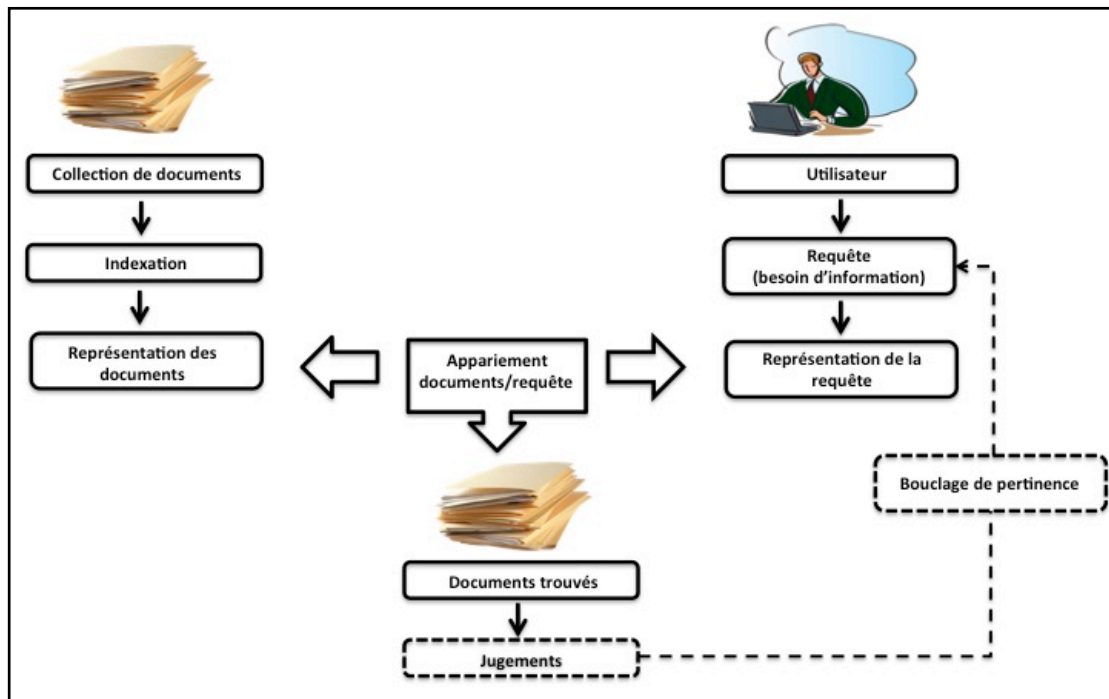 Collection de documents
Indexation
Représentation des
documents
Appariement
documents/requête
Utilisateur
Requête
(besoin d'information)
Représentation de la
requête
Bouclage de pertinence
Documents trouvés
Jugements